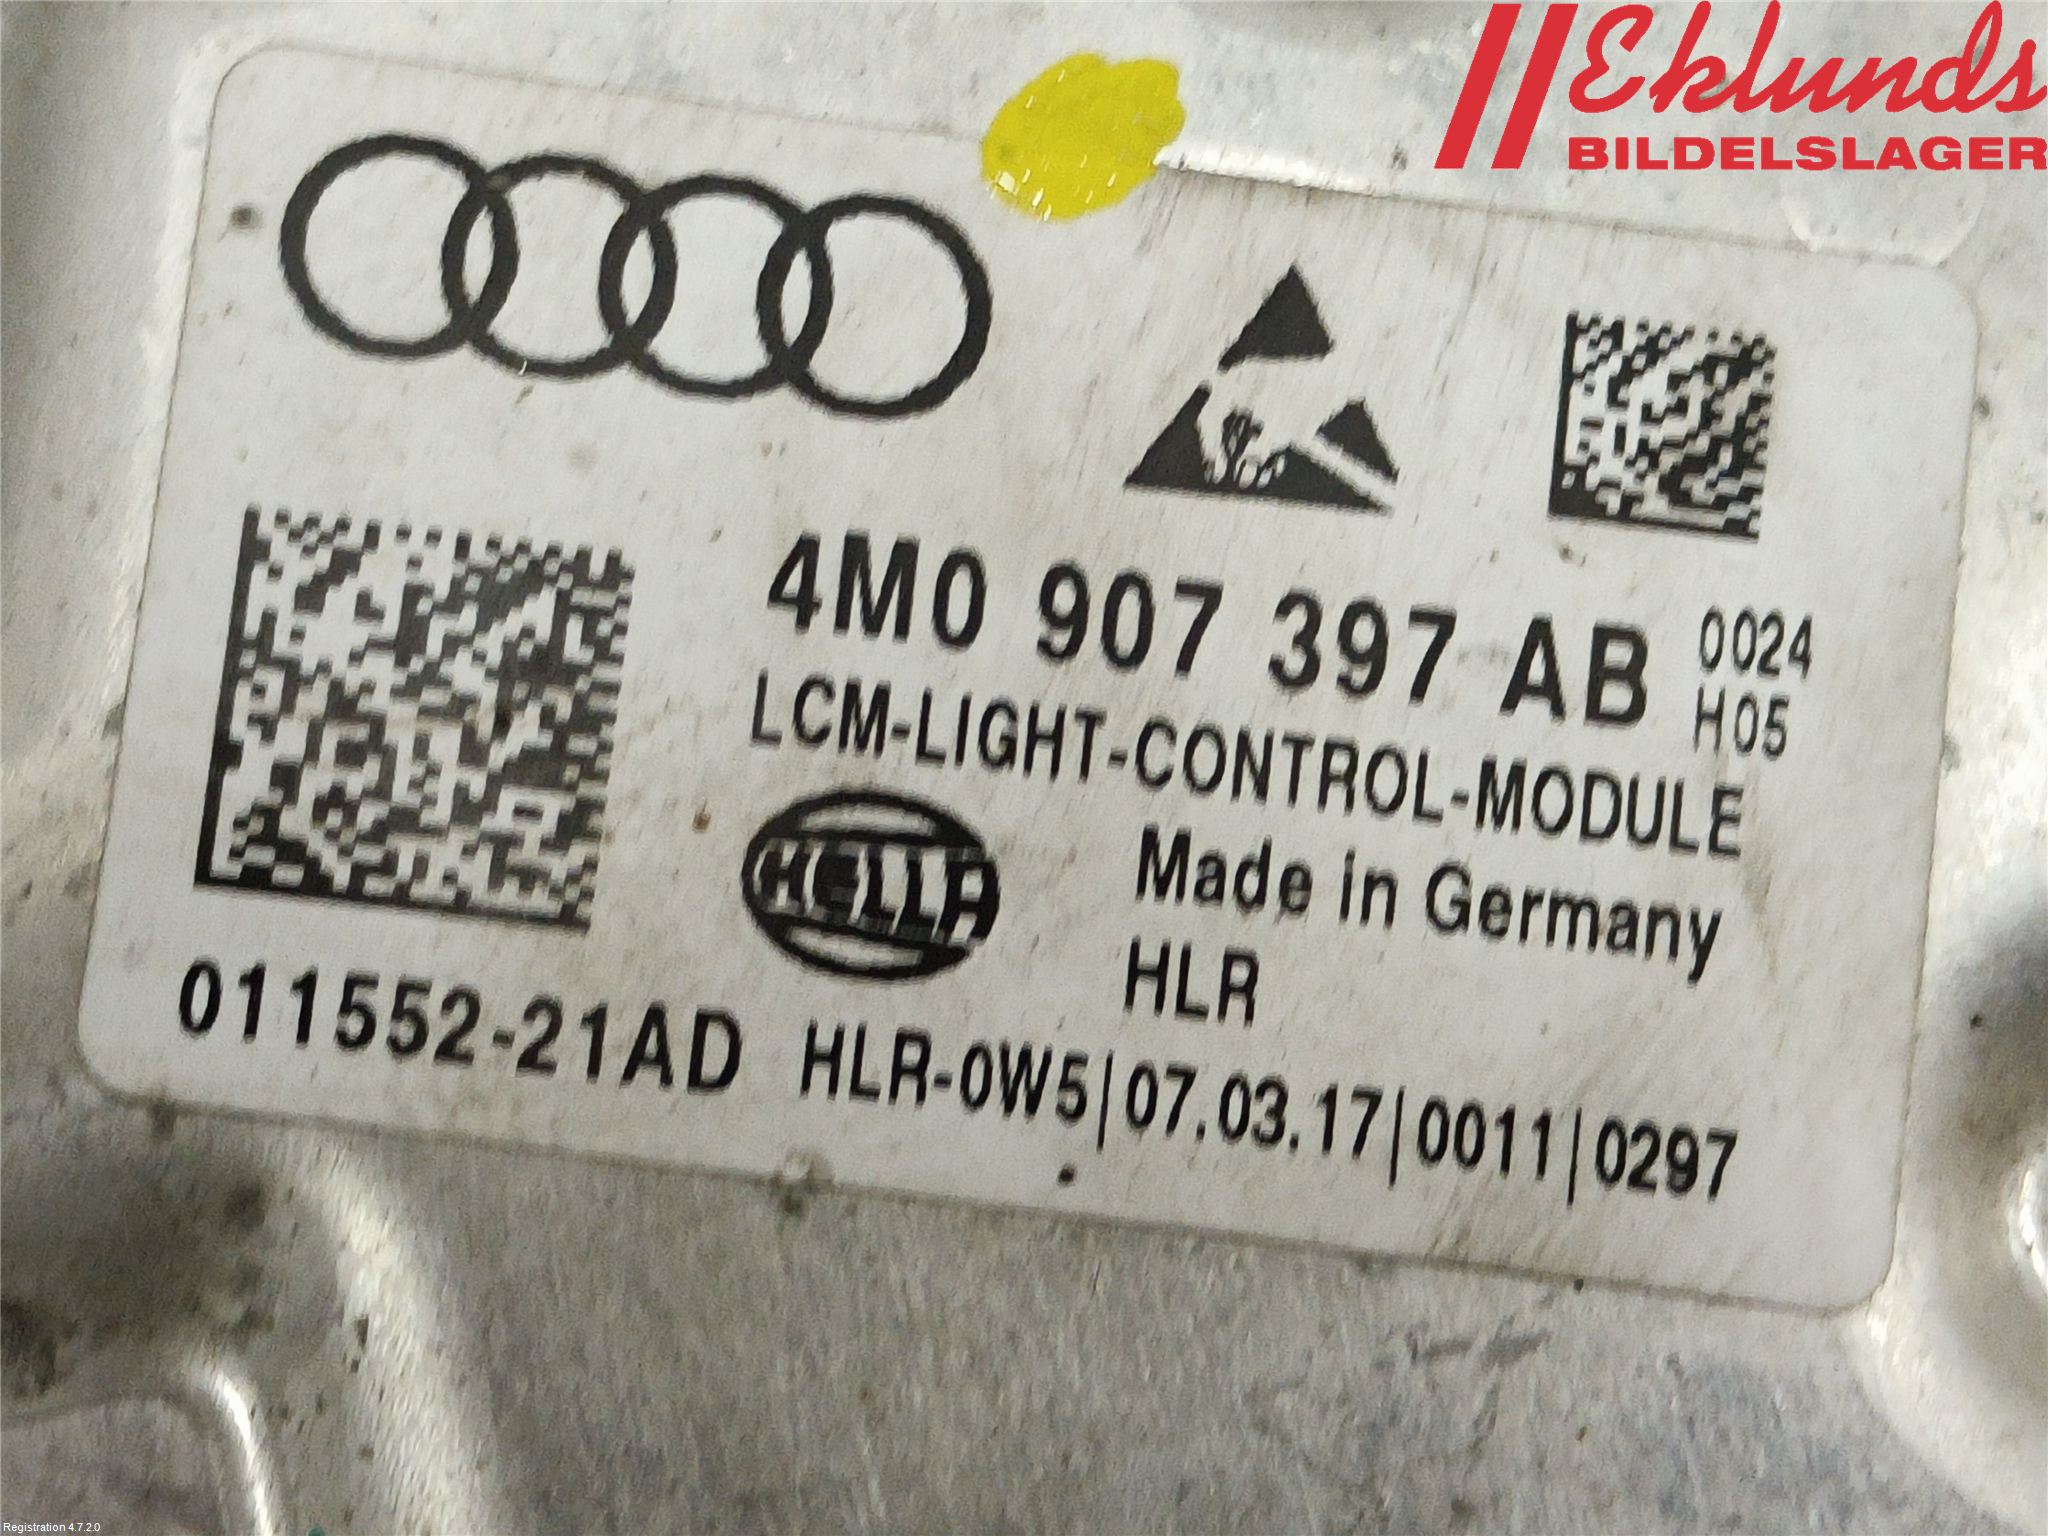 Eklunds
BILDELSLAGER
4M0 907 397 AB 0024
H05
LCM-LIGHT-CONTROL-MODULE
HELLA
Made in Germany
HLR
011552-21AD HLR-0W5|07.03.17|0011|0297
Registration 4.7.2.0